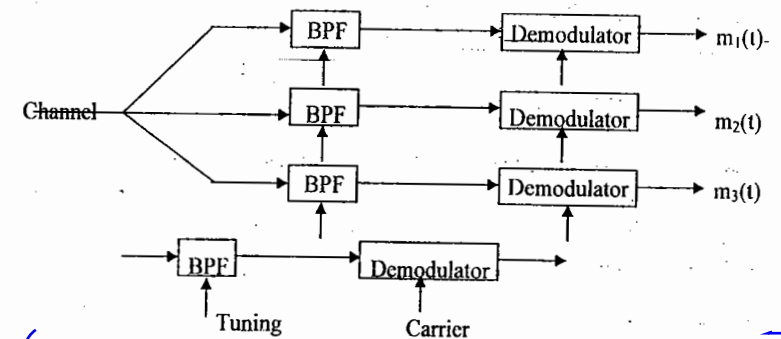 BPF Demodulator m₁(t)
Channel BPF Demodulator m₂(t)
BPF Demodulator m₃(t)
BPF Demodulator
Tuning Carrier